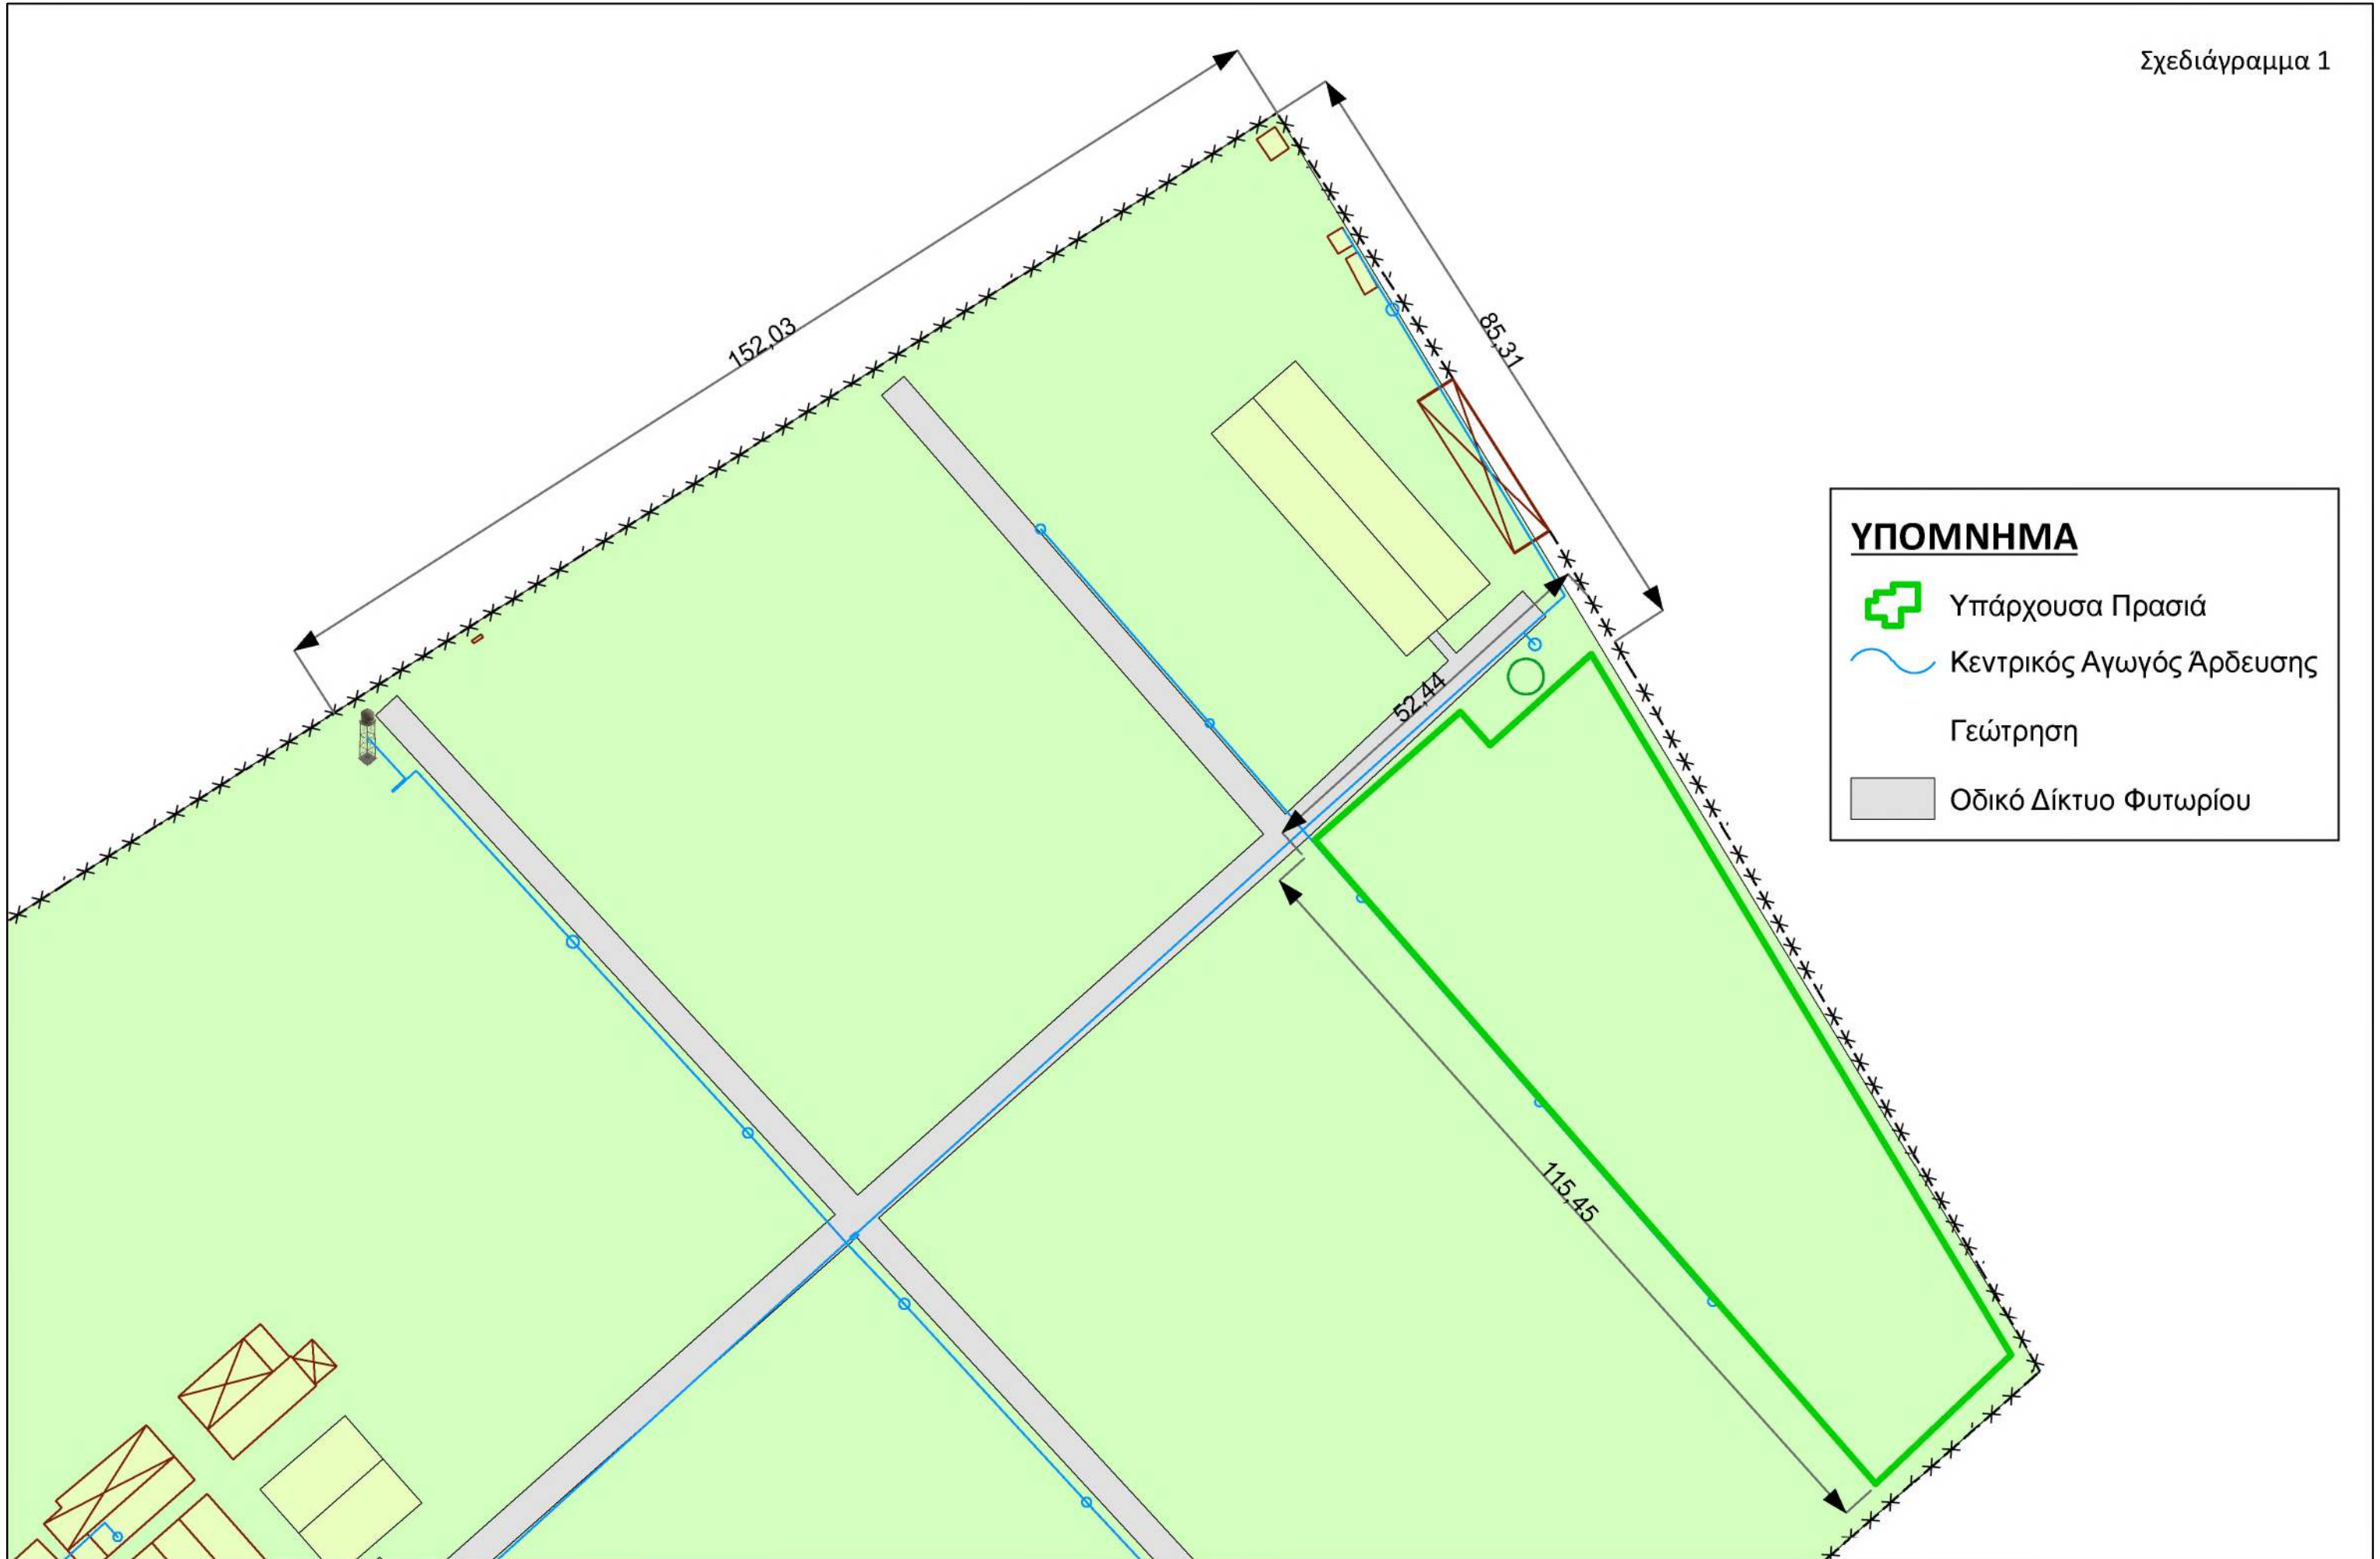 Σχεδιάγραμμα 1
152,03
85,31
52,44
115,45
ΥΠΟΜΝΗΜΑ
Υπάρχουσα Πρασιά
Κεντρικός Αγωγός Άρδευσης
Γεώτρηση
Οδικό Δίκτυο Φυτωρίου